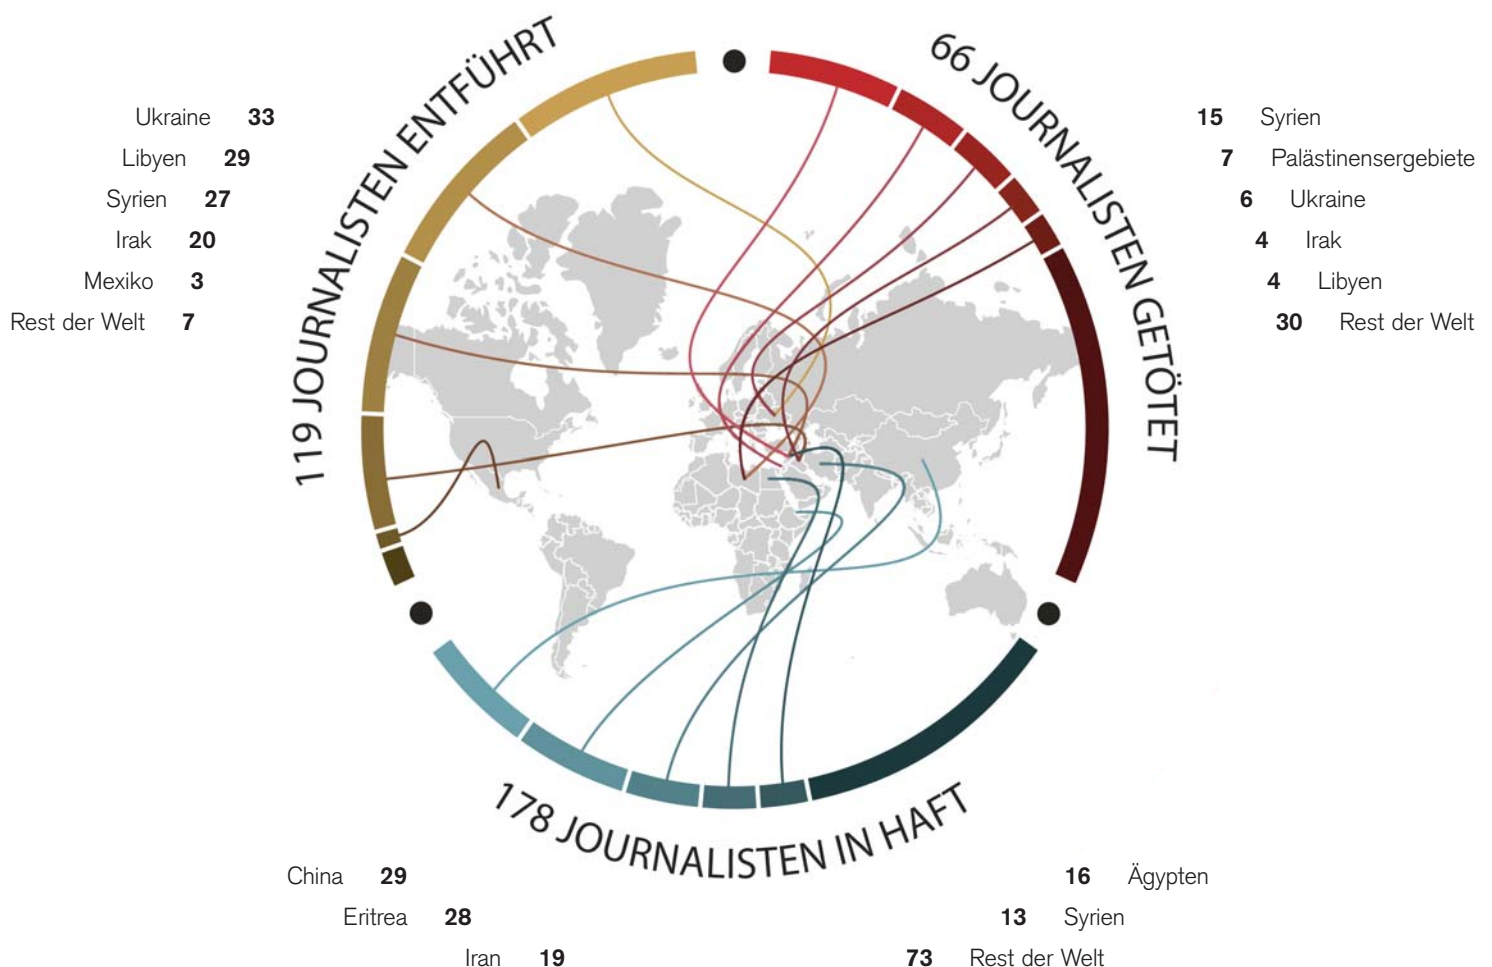 119 JOURNALISTEN ENTFÜHRT
Ukraine 33
Libyen 29
Syrien 27
Irak 20
Mexiko 3
Rest der Welt 7
66 JOURNALISTEN GETÖTET
15 Syrien
7 Palästinensergebiete
6 Ukraine
4 Irak
4 Libyen
30 Rest der Welt
178 JOURNALISTEN IN HAFT
China 29
Eritrea 28
Iran 19
16 Ägypten
13 Syrien
73 Rest der Welt